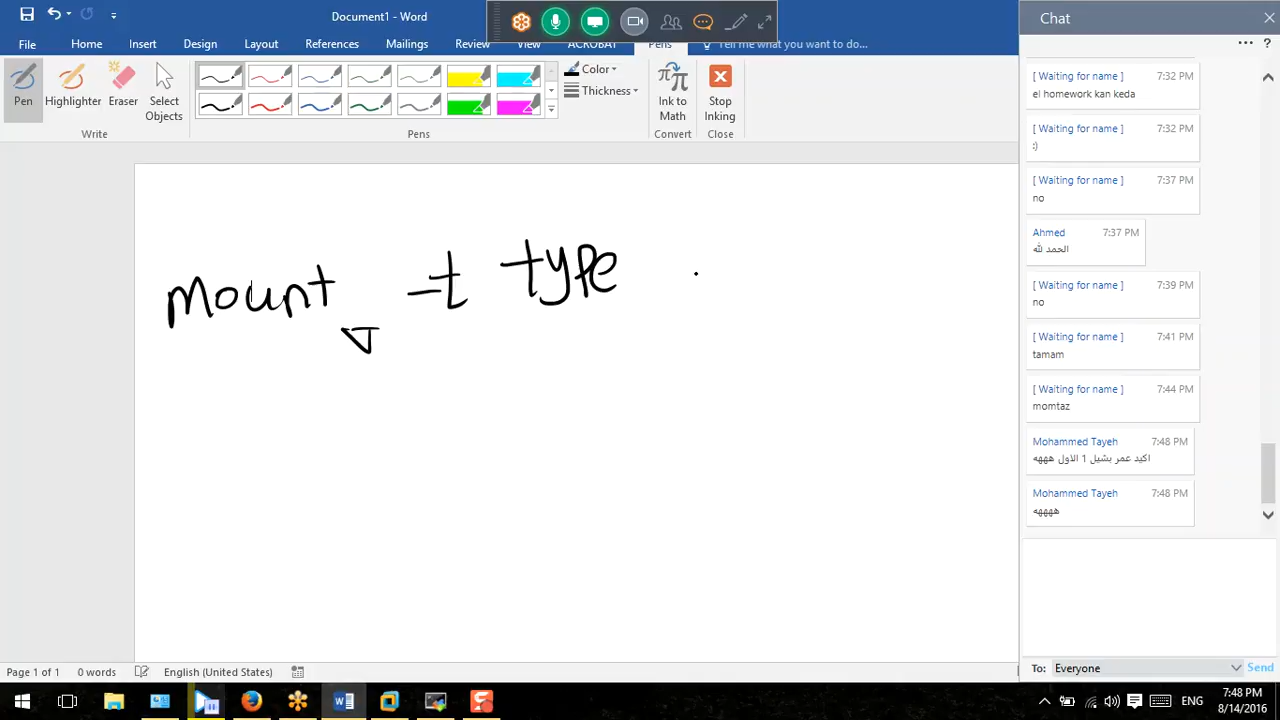 Document1 - Word
File Home Insert Design Layout References Mailings Review View ACROBAT Pens Tell me what you want to do...
Pen Highlighter Eraser Select Objects
Color
Thickness
Ink to Math
Stop Inking
Write Pens Convert Close
mount -t type
Page 1 of 1 0 words English (United States)
Chat
[ Waiting for name ] 7:32 PM
el homework kan keda
[ Waiting for name ] 7:32 PM
:)
[ Waiting for name ] 7:37 PM
no
Ahmed 7:37 PM
الحمد لله
[ Waiting for name ] 7:39 PM
no
[ Waiting for name ] 7:41 PM
tamam
[ Waiting for name ] 7:44 PM
momtaz
Mohammed Tayeh 7:48 PM
اكيد عمر بشيل 1 الاول هههه
Mohammed Tayeh 7:48 PM
ههههه
To: Everyone Send
ENG 7:48 PM
8/14/2016